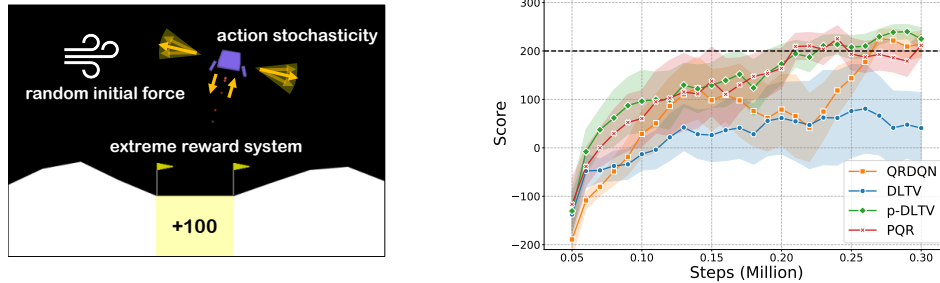 action stochasticity
random initial force
extreme reward system
+100
300
200
100
0
−100
−200
Score
0.05
0.10
0.15
0.20
0.25
0.30
Steps (Million)
QRDQN
DLTV
p-DLTV
PQR